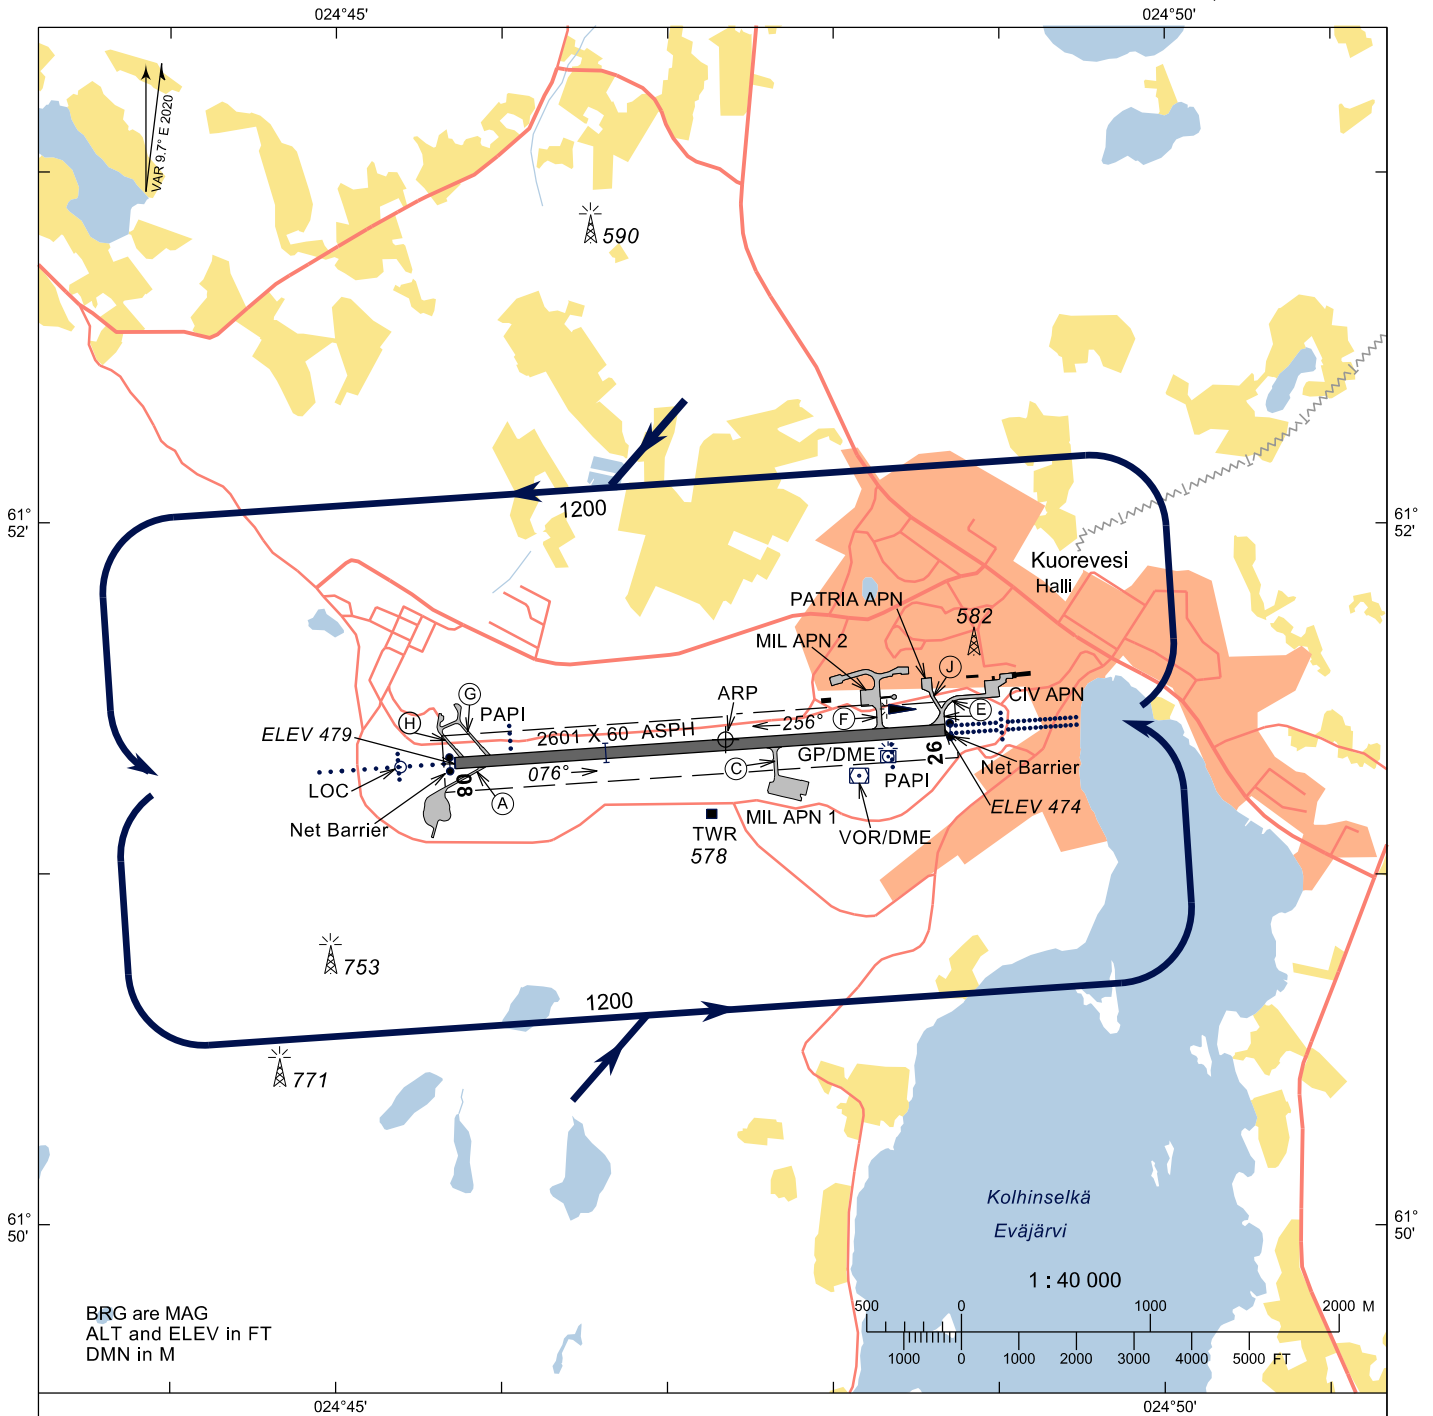 024°45'
024°50'
VAR 9.7° E 2020
590
1200
61°
52'
61°
52'
Kuorevesi
Halli
PATRIA APN
582
MIL APN 2
J
G
ARP
CIV APN
H
PAPI
E
F
ELEV 479
2601 X 60 ASPH
256°
GP/DME
26
076°
C
Net Barrier
LOC
08
A
PAPI
ELEV 474
Net Barrier
MIL APN 1
TWR
578
VOR/DME
753
1200
771
Kolhinselkä
61°
50'
61°
50'
Eväjärvi
1 : 40 000
500 0 1000 2000 M
1000 0 1000 2000 3000 4000 5000 FT
BRG are MAG
ALT and ELEV in FT
DMN in M
024°45'
024°50'